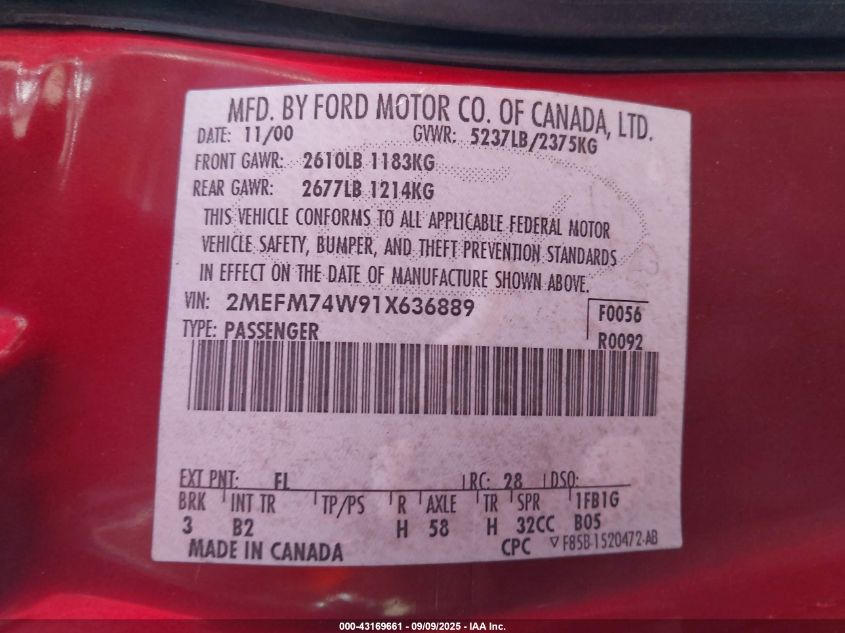 MFD. BY FORD MOTOR CO. OF CANADA, LTD.
DATE: 11/00 GVWR: 5237LB/2375KG
FRONT GAWR: 2610LB 1183KG
REAR GAWR: 2677LB 1214KG
THIS VEHICLE CONFORMS TO ALL APPLICABLE FEDERAL MOTOR
VEHICLE SAFETY, BUMPER, AND THEFT PREVENTION STANDARDS
IN EFFECT ON THE DATE OF MANUFACTURE SHOWN ABOVE.
VIN: 2MEFM74W91X636889 F0056
TYPE: PASSENGER R0092
EXT PNT: FL RC: 28 DSO:
BRK INT TR TP/PS R AXLE TR SPR 1FB1G
3 B2 H 58 H 32CC B05
MADE IN CANADA CPC ▽F85B-1520472-AB
000-43169661 - 09/09/2025 - IAA Inc.